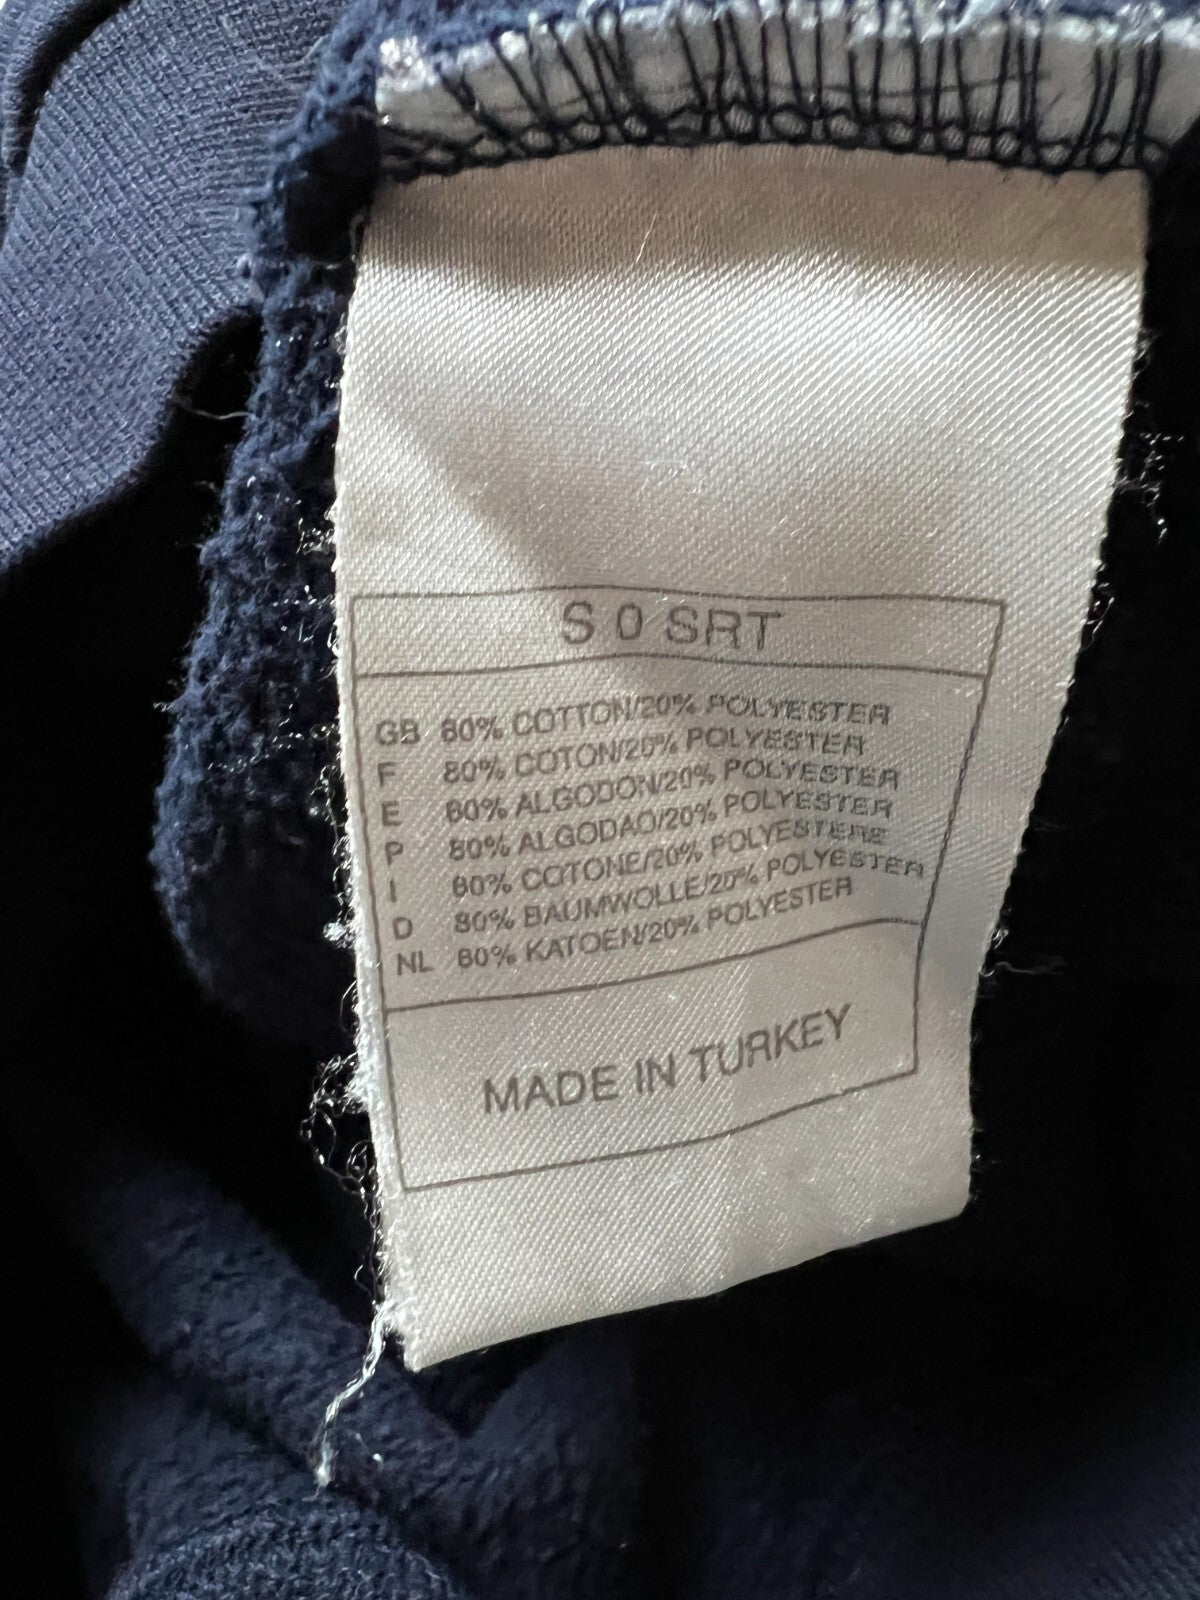 S 0 SRT
GB 80% COTTON/20% POLYESTER
F 80% COTON/20% POLYESTER
E 80% ALGODON/20% POLYESTER
P 80% ALGODAO/20% POLYESTER
I 80% COTONE/20% POLYESTERE
D 80% BAUMWOLLE/20% POLYESTER
NL 80% KATOEN/20% POLYESTER
MADE IN TURKEY